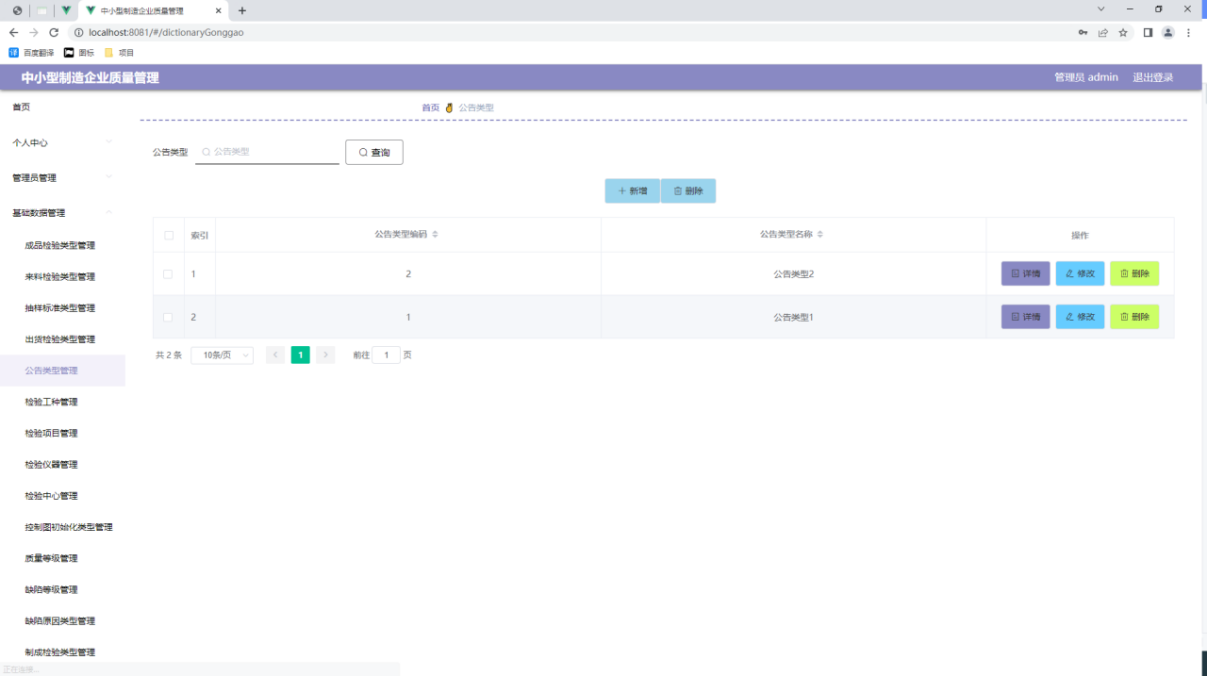 中小型制造企业质量管理
localhost:8081/#/dictionaryGonggao
百度翻译 图标 项目
中小型制造企业质量管理 管理员 admin 退出登录
首页
个人中心
管理员管理
基础数据管理
成品检验类型管理
来料检验类型管理
抽样标准类型管理
出货检验类型管理
公告类型管理
检验工种管理
检验项目管理
检验仪器管理
检验中心管理
控制图初始化类型管理
质量等级管理
缺陷等级管理
缺陷原因类型管理
制成检验类型管理
首页 公告类型
公告类型 公告类型 查询
新增 删除
索引 公告类型编码 公告类型名称 操作
1 2 公告类型2 详情 修改 删除
2 1 公告类型1 详情 修改 删除
共 2 条 10条/页 1 前往 1 页
正在连接...